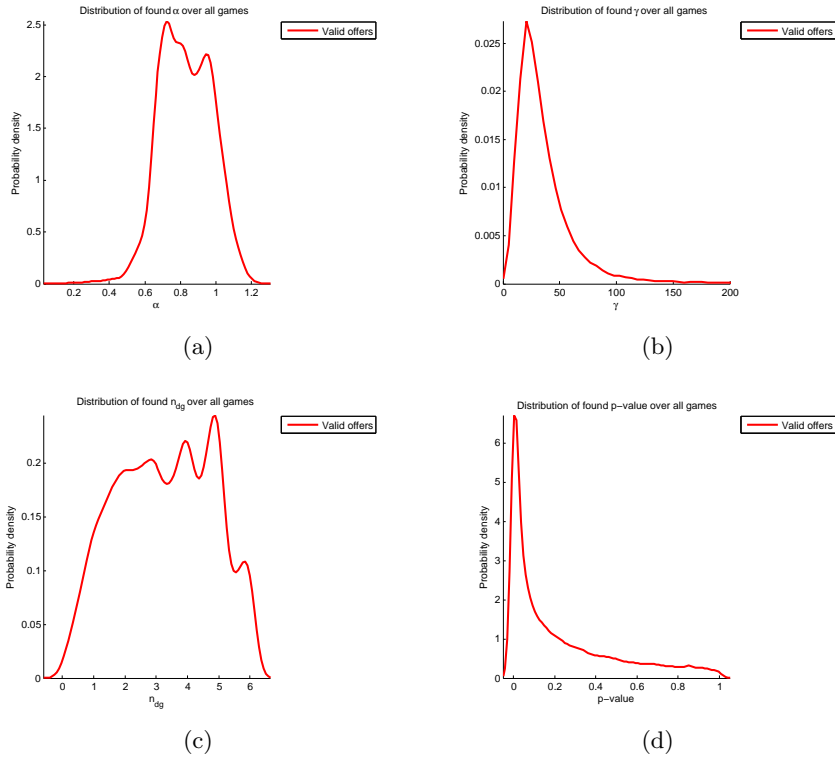 Distribution of found α over all games
Valid offers
2.5
2
1.5
1
0.5
0
0.2 0.4 0.6 0.8 1 1.2
Probability density
α
(a)
Distribution of found γ over all games
Valid offers
0.025
0.02
0.015
0.01
0.005
0
0 50 100 150 200
Probability density
γ
(b)
Distribution of found n_dg over all games
Valid offers
0.2
0.15
0.1
0.05
0
0 1 2 3 4 5 6
Probability density
n_dg
(c)
Distribution of found p−value over all games
Valid offers
6
5
4
3
2
1
0
0 0.2 0.4 0.6 0.8 1
Probability density
p−value
(d)